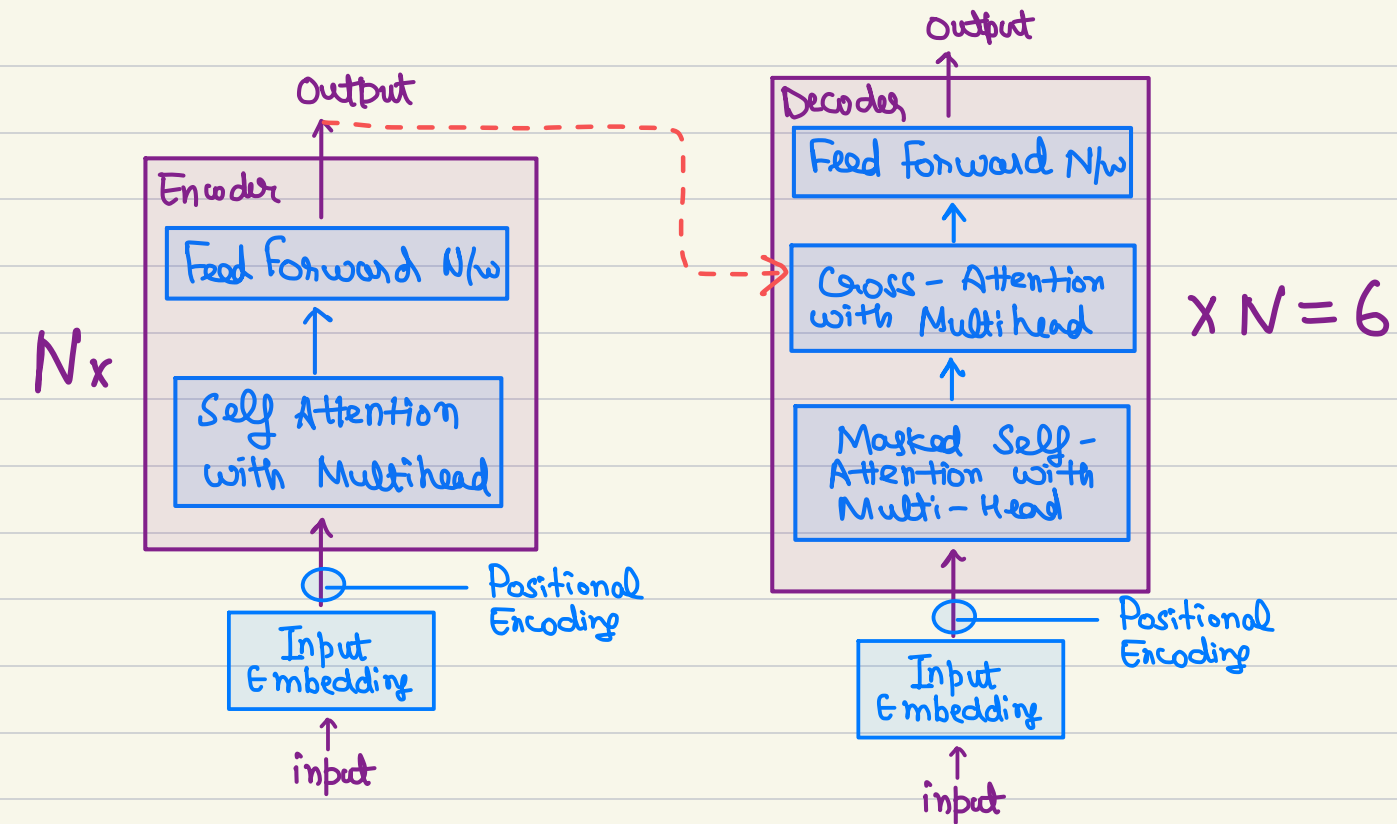 Output
Encoder
Feed Forward N/w
Self Attention
with Multihead
Nx
Positional
Encoding
Input
Embedding
input
Output
Decoder
Feed Forward N/w
Cross-Attention
with Multihead
Masked Self-
Attention with
Multi-Head
x N = 6
Positional
Encoding
Input
Embedding
input